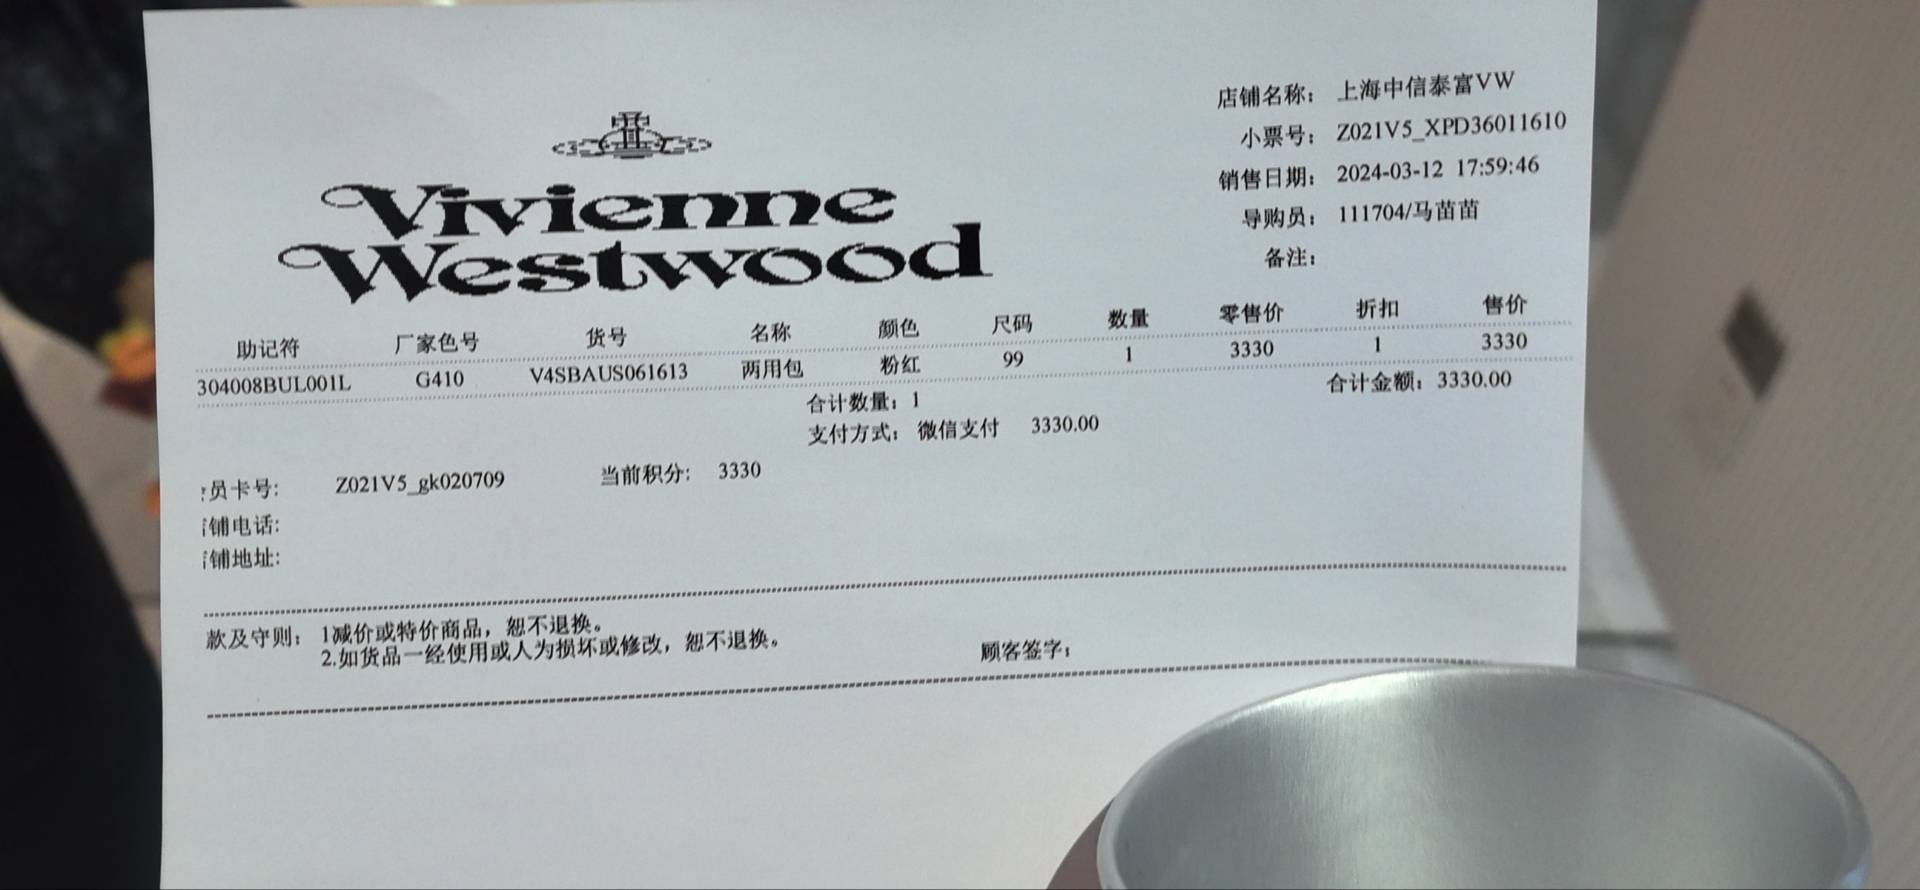 Vivienne
Westwood
店铺名称： 上海中信泰富VW
小票号： Z021V5_XPD36011610
销售日期： 2024-03-12 17:59:46
导购员： 111704/马苗苗
备注：
助记符 厂家色号 货号 名称 颜色 尺码 数量 零售价 折扣 售价
304008BUL001L G410 V4SBAUS061613 两用包 粉红 99 1 3330 1 3330
合计数量：1 合计金额：3330.00
支付方式：微信支付 3330.00
员卡号: Z021V5_gk020709 当前积分: 3330
铺电话:
铺地址:
款及守则： 1减价或特价商品，恕不退换。
2.如货品一经使用或人为损坏或修改，恕不退换。
顾客签字：